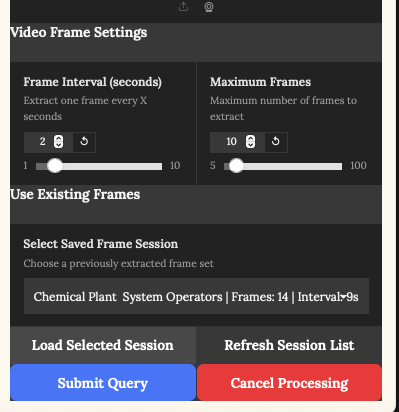 Video Frame Settings
Frame Interval (seconds)
Maximum Frames
Extract one frame every X
seconds
Maximum number of frames to
extract
2
10
1
10
5
100
Use Existing Frames
Select Saved Frame Session
Choose a previously extracted frame set
Chemical Plant System Operators | Frames: 14 | Interval 9s
Load Selected Session
Refresh Session List
Submit Query
Cancel Processing